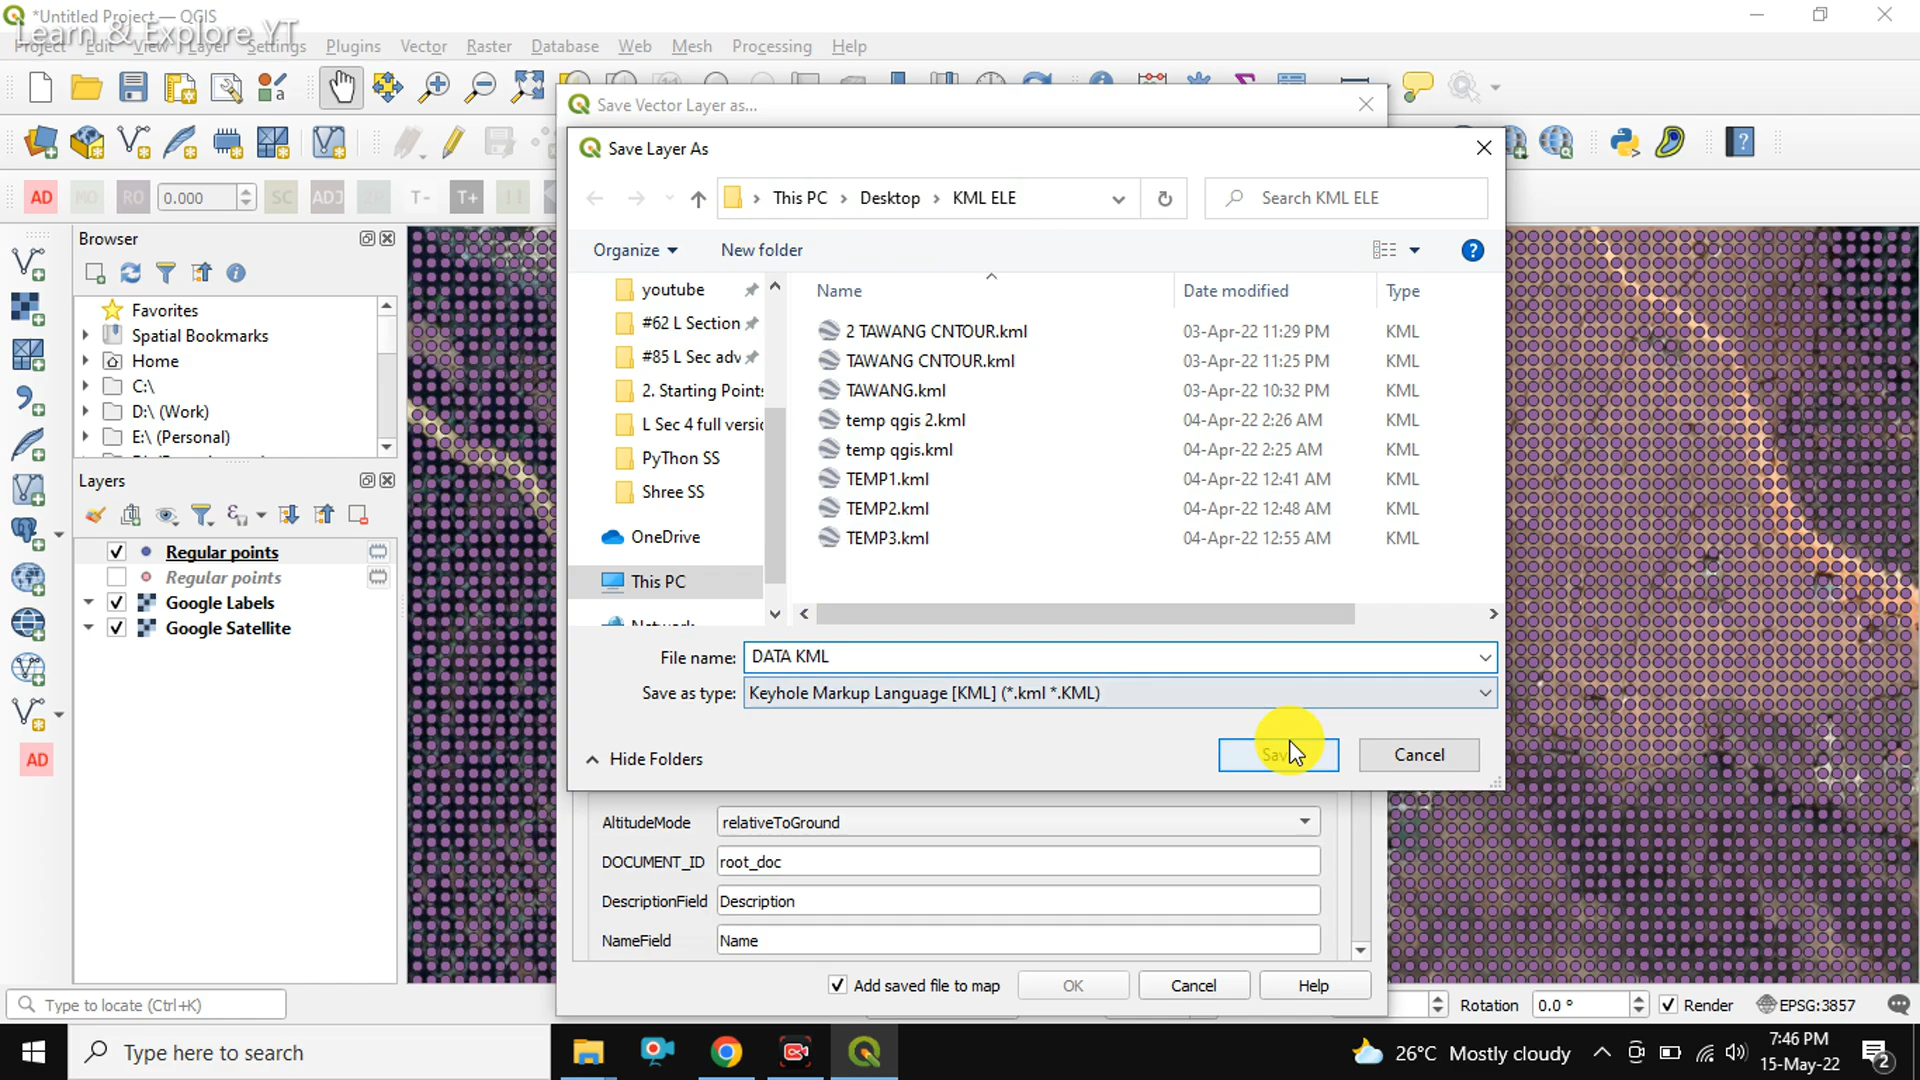 *Untitled Project — QGIS
Learn & Explore YT
Project Edit View Layer Settings Plugins Vector Raster Database Web Mesh Processing Help
Save Vector Layer as...
Save Layer As
AD MO RO 0.000 SC ADJ T- T+
This PC Desktop KML ELE
Search KML ELE
Organize New folder
Browser
Favorites
Spatial Bookmarks
Home
C:\
D:\ (Work)
E:\ (Personal)
Layers
Regular points
Regular points
Google Labels
Google Satellite
AD
youtube
#62 L Section
#85 L Sec adv
2. Starting Points
L Sec 4 full versic
PyThon SS
Shree SS
OneDrive
This PC
Network
Name Date modified Type
2 TAWANG CNTOUR.kml 03-Apr-22 11:29 PM KML
TAWANG CNTOUR.kml 03-Apr-22 11:25 PM KML
TAWANG.kml 03-Apr-22 10:32 PM KML
temp qgis 2.kml 04-Apr-22 2:26 AM KML
temp qgis.kml 04-Apr-22 2:25 AM KML
TEMP1.kml 04-Apr-22 12:41 AM KML
TEMP2.kml 04-Apr-22 12:48 AM KML
TEMP3.kml 04-Apr-22 12:55 AM KML
File name: DATA KML
Save as type: Keyhole Markup Language [KML] (*.kml *.KML)
Hide Folders
Save Cancel
AltitudeMode relativeToGround
DOCUMENT_ID root_doc
DescriptionField Description
NameField Name
Add saved file to map OK Cancel Help
Type to locate (Ctrl+K)
Rotation 0.0 ° Render EPSG:3857
Type here to search
26°C Mostly cloudy
7:46 PM
15-May-22
2